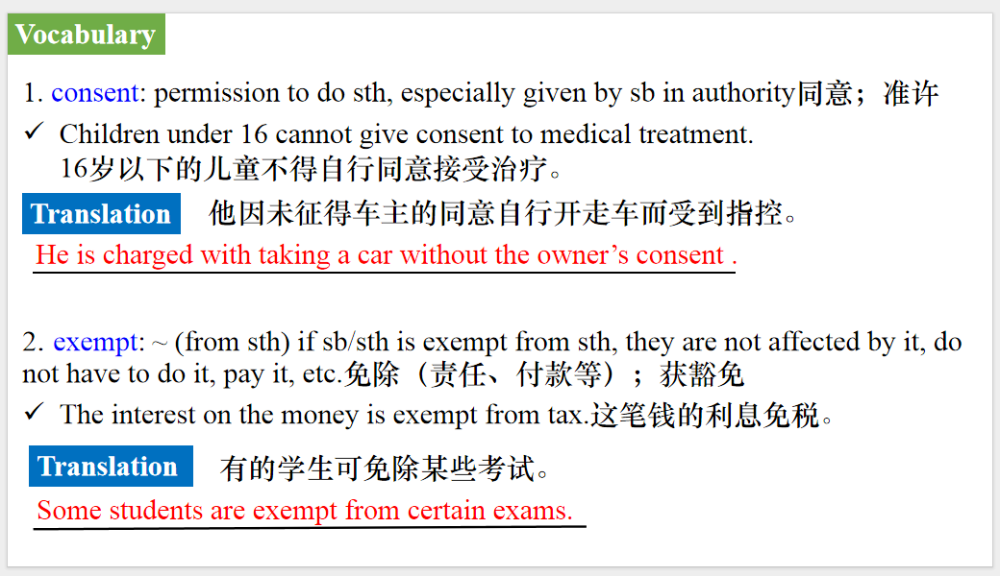 Vocabulary
1. consent: permission to do sth, especially given by sb in authority同意；准许
✓ Children under 16 cannot give consent to medical treatment.
16岁以下的儿童不得自行同意接受治疗。
Translation 他因未征得车主的同意自行开走车而受到指控。
He is charged with taking a car without the owner’s consent .
2. exempt: ~ (from sth) if sb/sth is exempt from sth, they are not affected by it, do
not have to do it, pay it, etc.免除（责任、付款等）；获豁免
✓ The interest on the money is exempt from tax.这笔钱的利息免税。
Translation 有的学生可免除某些考试。
Some students are exempt from certain exams.